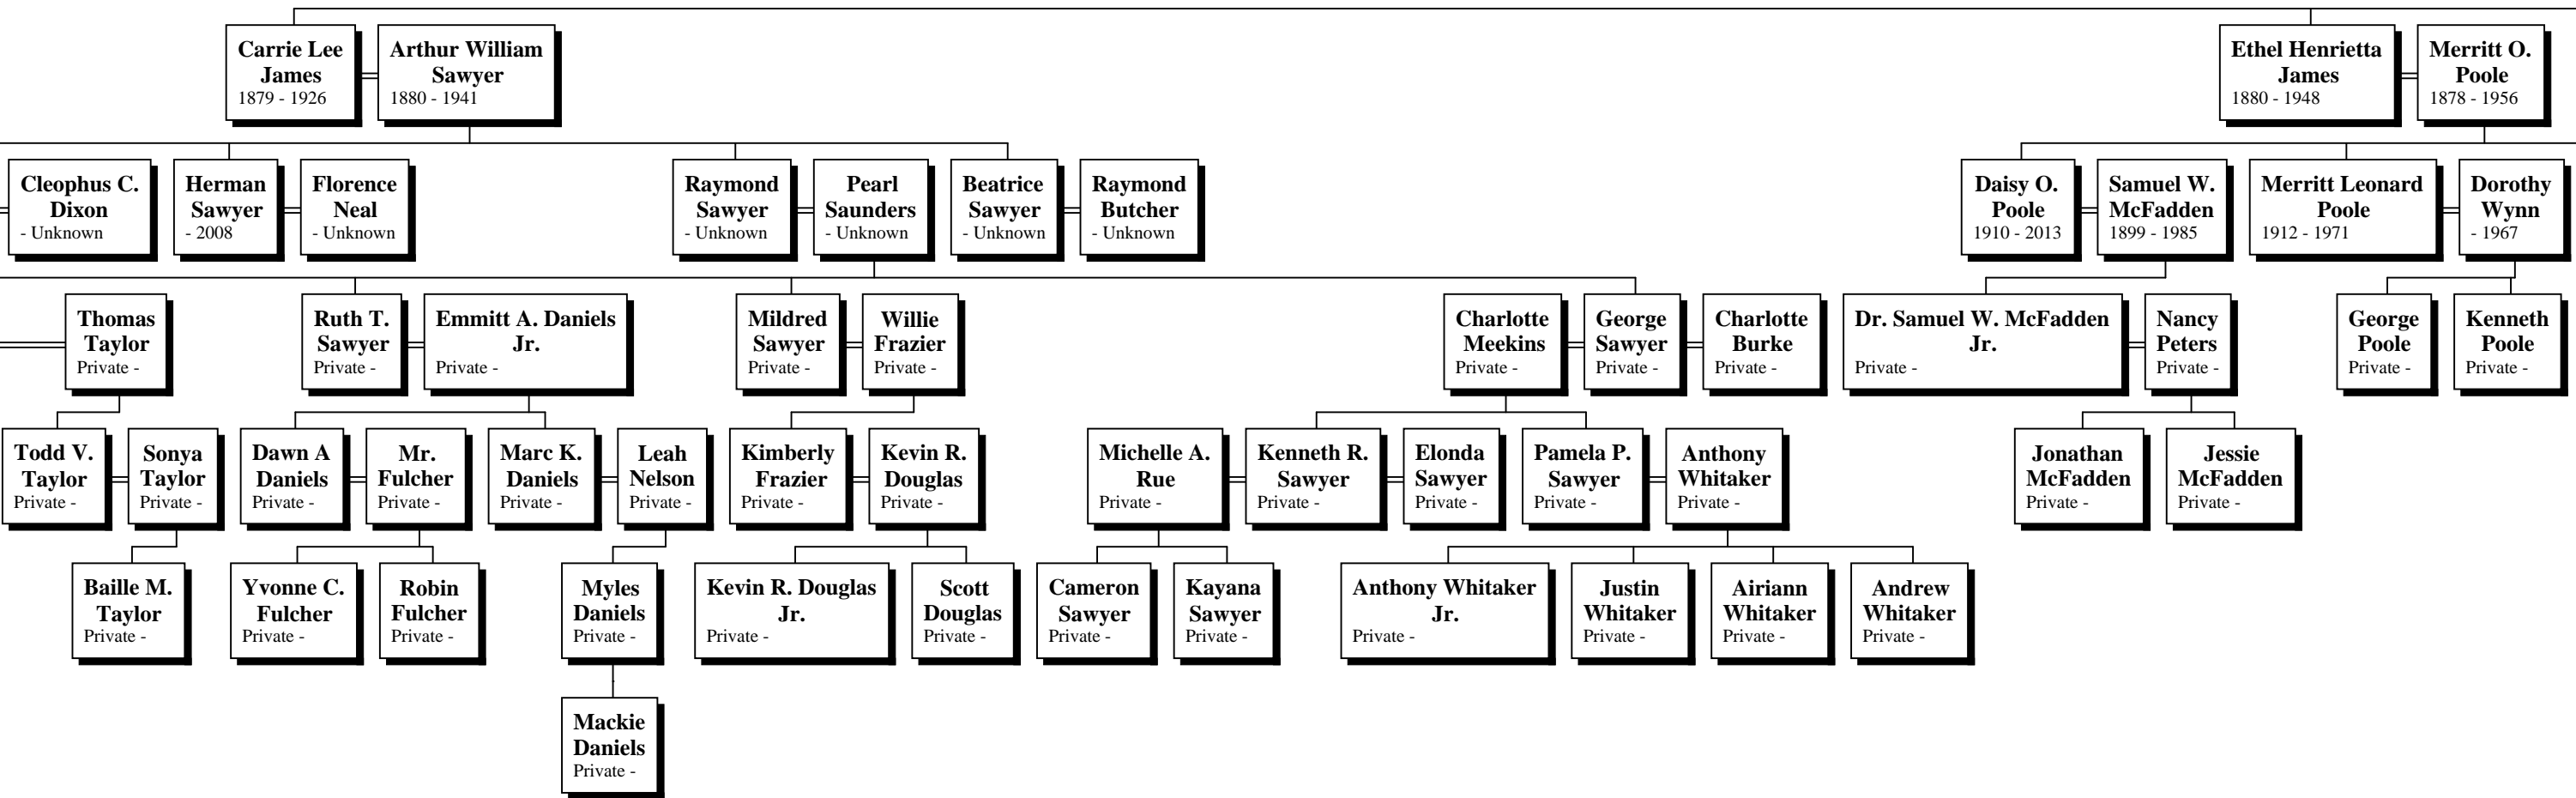 Carrie Lee
James
1879 - 1926
Arthur William
Sawyer
1880 - 1941
Ethel Henrietta
James
1880 - 1948
Merritt O.
Poole
1878 - 1956
Cleophus C.
Dixon
- Unknown
Herman
Sawyer
- 2008
Florence
Neal
- Unknown
Raymond
Sawyer
- Unknown
Pearl
Saunders
- Unknown
Beatrice
Sawyer
- Unknown
Raymond
Butcher
- Unknown
Daisy O.
Poole
1910 - 2013
Samuel W.
McFadden
1899 - 1985
Merritt Leonard
Poole
1912 - 1971
Dorothy
Wynn
- 1967
Thomas
Taylor
Private -
Ruth T.
Sawyer
Private -
Emmitt A. Daniels
Jr.
Private -
Mildred
Sawyer
Private -
Willie
Frazier
Private -
Charlotte
Meekins
Private -
George
Sawyer
Private -
Charlotte
Burke
Private -
Dr. Samuel W. McFadden
Jr.
Private -
Nancy
Peters
Private -
George
Poole
Private -
Kenneth
Poole
Private -
Todd V.
Taylor
Private -
Sonya
Taylor
Private -
Dawn A
Daniels
Private -
Mr.
Fulcher
Private -
Marc K.
Daniels
Private -
Leah
Nelson
Private -
Kimberly
Frazier
Private -
Kevin R.
Douglas
Private -
Michelle A.
Rue
Private -
Kenneth R.
Sawyer
Private -
Elonda
Sawyer
Private -
Pamela P.
Sawyer
Private -
Anthony
Whitaker
Private -
Jonathan
McFadden
Private -
Jessie
McFadden
Private -
Baille M.
Taylor
Private -
Yvonne C.
Fulcher
Private -
Robin
Fulcher
Private -
Myles
Daniels
Private -
Kevin R. Douglas
Jr.
Private -
Scott
Douglas
Private -
Cameron
Sawyer
Private -
Kayana
Sawyer
Private -
Anthony Whitaker
Jr.
Private -
Justin
Whitaker
Private -
Airiann
Whitaker
Private -
Andrew
Whitaker
Private -
Mackie
Daniels
Private -